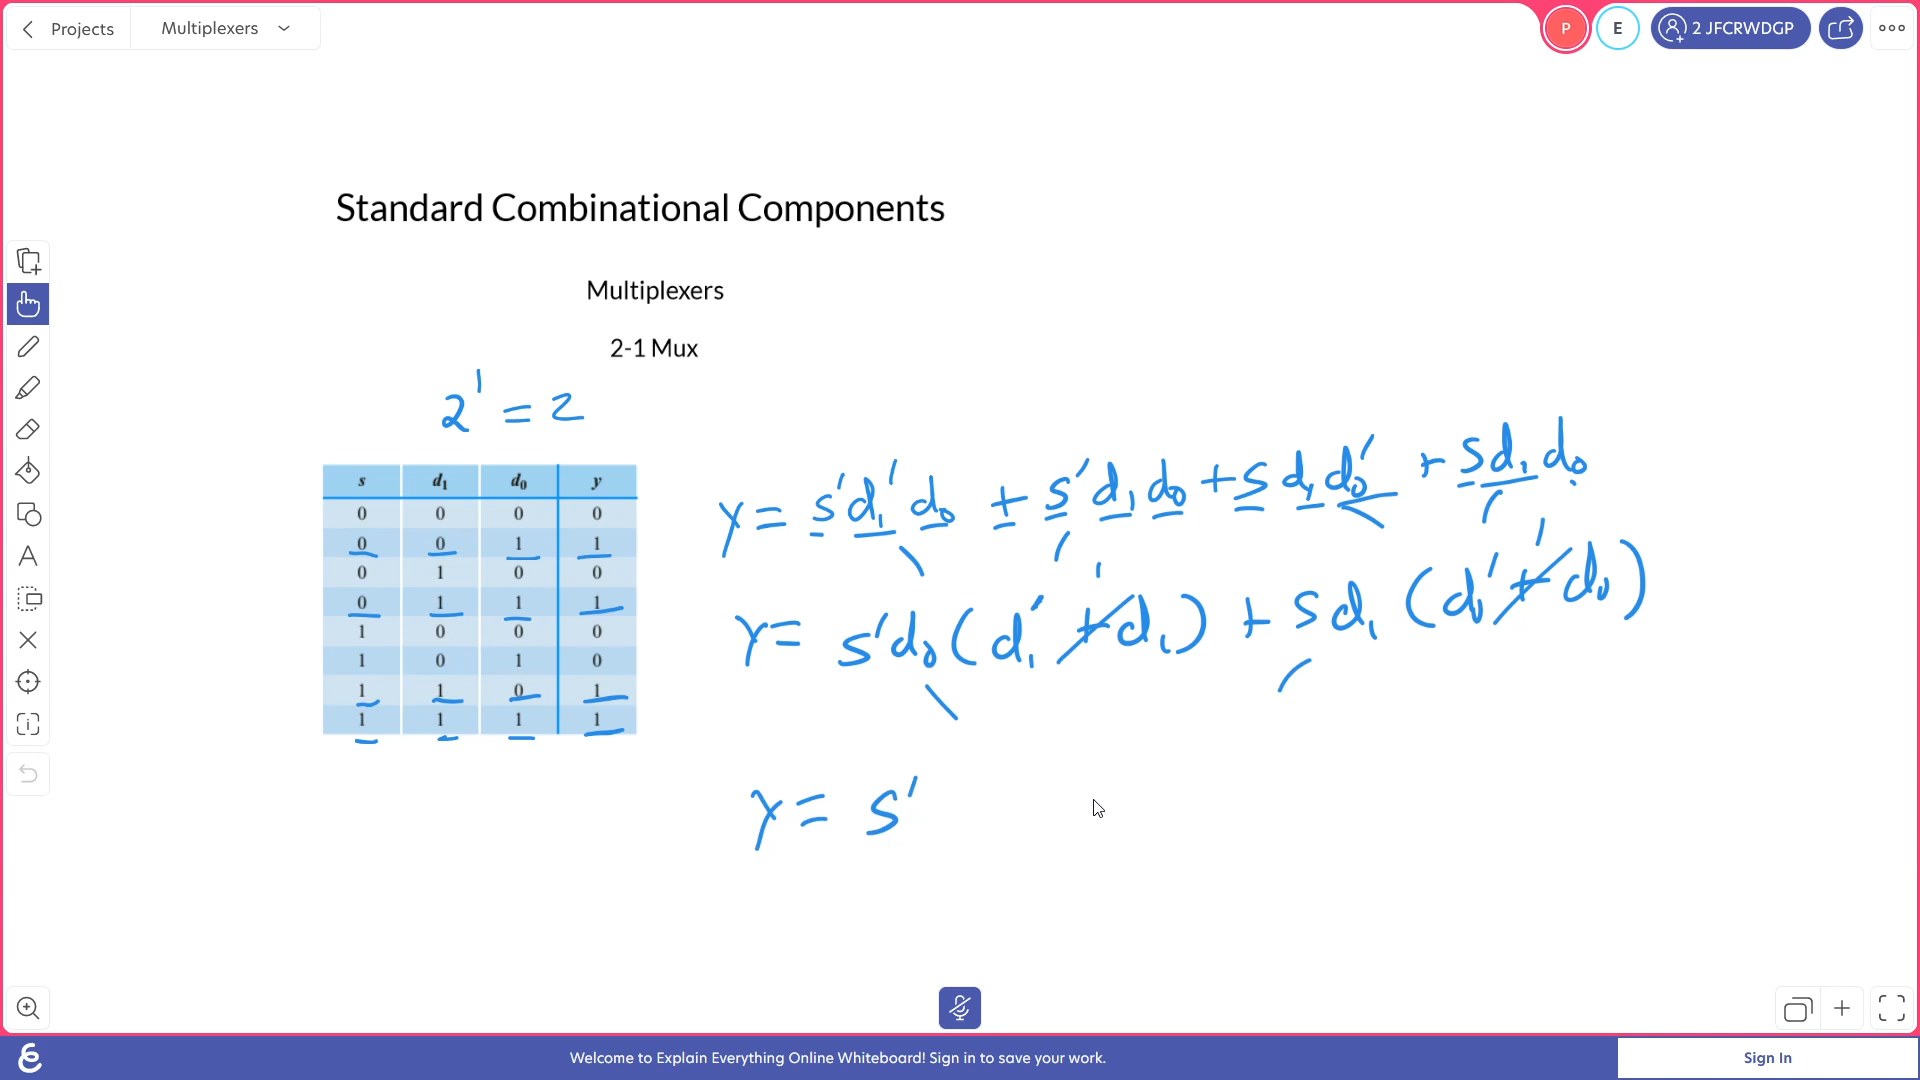 Projects
Multiplexers
P
E
2 JFCRWDGP
Standard Combinational Components
Multiplexers
2-1 Mux
2¹ = 2
s d₁ d₀ y
0 0 0 0
0 0 1 1
0 1 0 0
0 1 1 1
1 0 0 0
1 0 1 0
1 1 0 1
1 1 1 1
y = s'd₁'d₀ + s'd₁d₀ + sd₁d₀' + sd₁d₀
y = s'd₀(d₁' + d₁) + sd₁(d₀' + d₀)
1 1
y = s'
Welcome to Explain Everything Online Whiteboard! Sign in to save your work.
Sign In